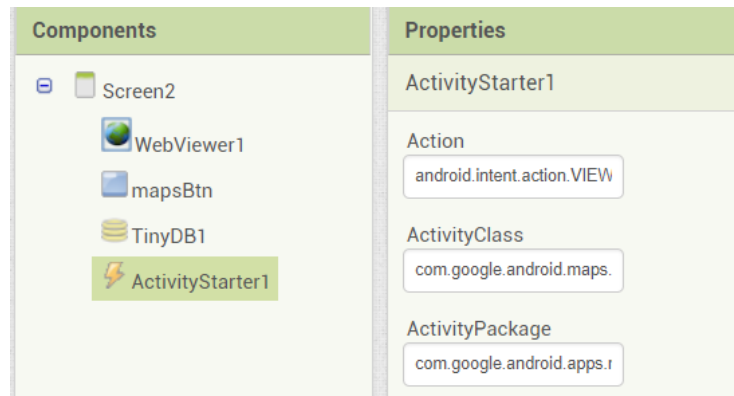 Components
Properties
Screen2
ActivityStarter1
WebViewer1
Action
mapsBtn
android.intent.action.VIEW
TinyDB1
ActivityClass
ActivityStarter1
com.google.android.maps.
ActivityPackage
com.google.android.apps.